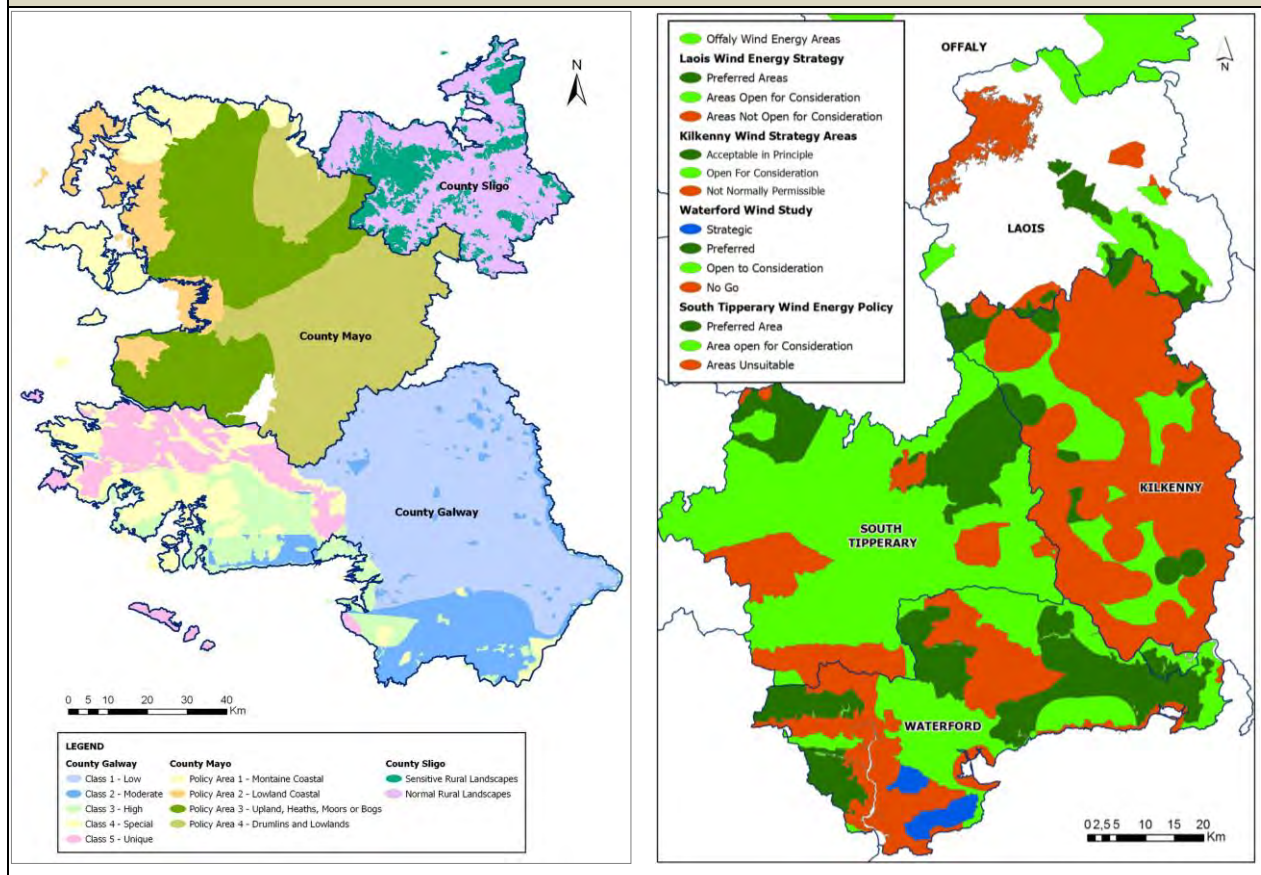 N
County Sligo
County Mayo
County Galway
0 5 10 20 30 40
Km
LEGEND
County Galway
Class 1 - Low
Class 2 - Moderate
Class 3 - High
Class 4 - Special
Class 5 - Unique
County Mayo
Policy Area 1 - Montaine Coastal
Policy Area 2 - Lowland Coastal
Policy Area 3 - Upland, Heaths, Moors or Bogs
Policy Area 4 - Drumlins and Lowlands
County Sligo
Sensitive Rural Landscapes
Normal Rural Landscapes
Offaly Wind Energy Areas
Laois Wind Energy Strategy
Preferred Areas
Areas Open for Consideration
Areas Not Open for Consideration
Kilkenny Wind Strategy Areas
Acceptable in Principle
Open For Consideration
Not Normally Permissible
Waterford Wind Study
Strategic
Preferred
Open to Consideration
No Go
South Tipperary Wind Energy Policy
Preferred Area
Area open for Consideration
Areas Unsuitable
OFFALY
N
LAOIS
KILKENNY
SOUTH
TIPPERARY
WATERFORD
0 2,5 5 10 15 20
Km